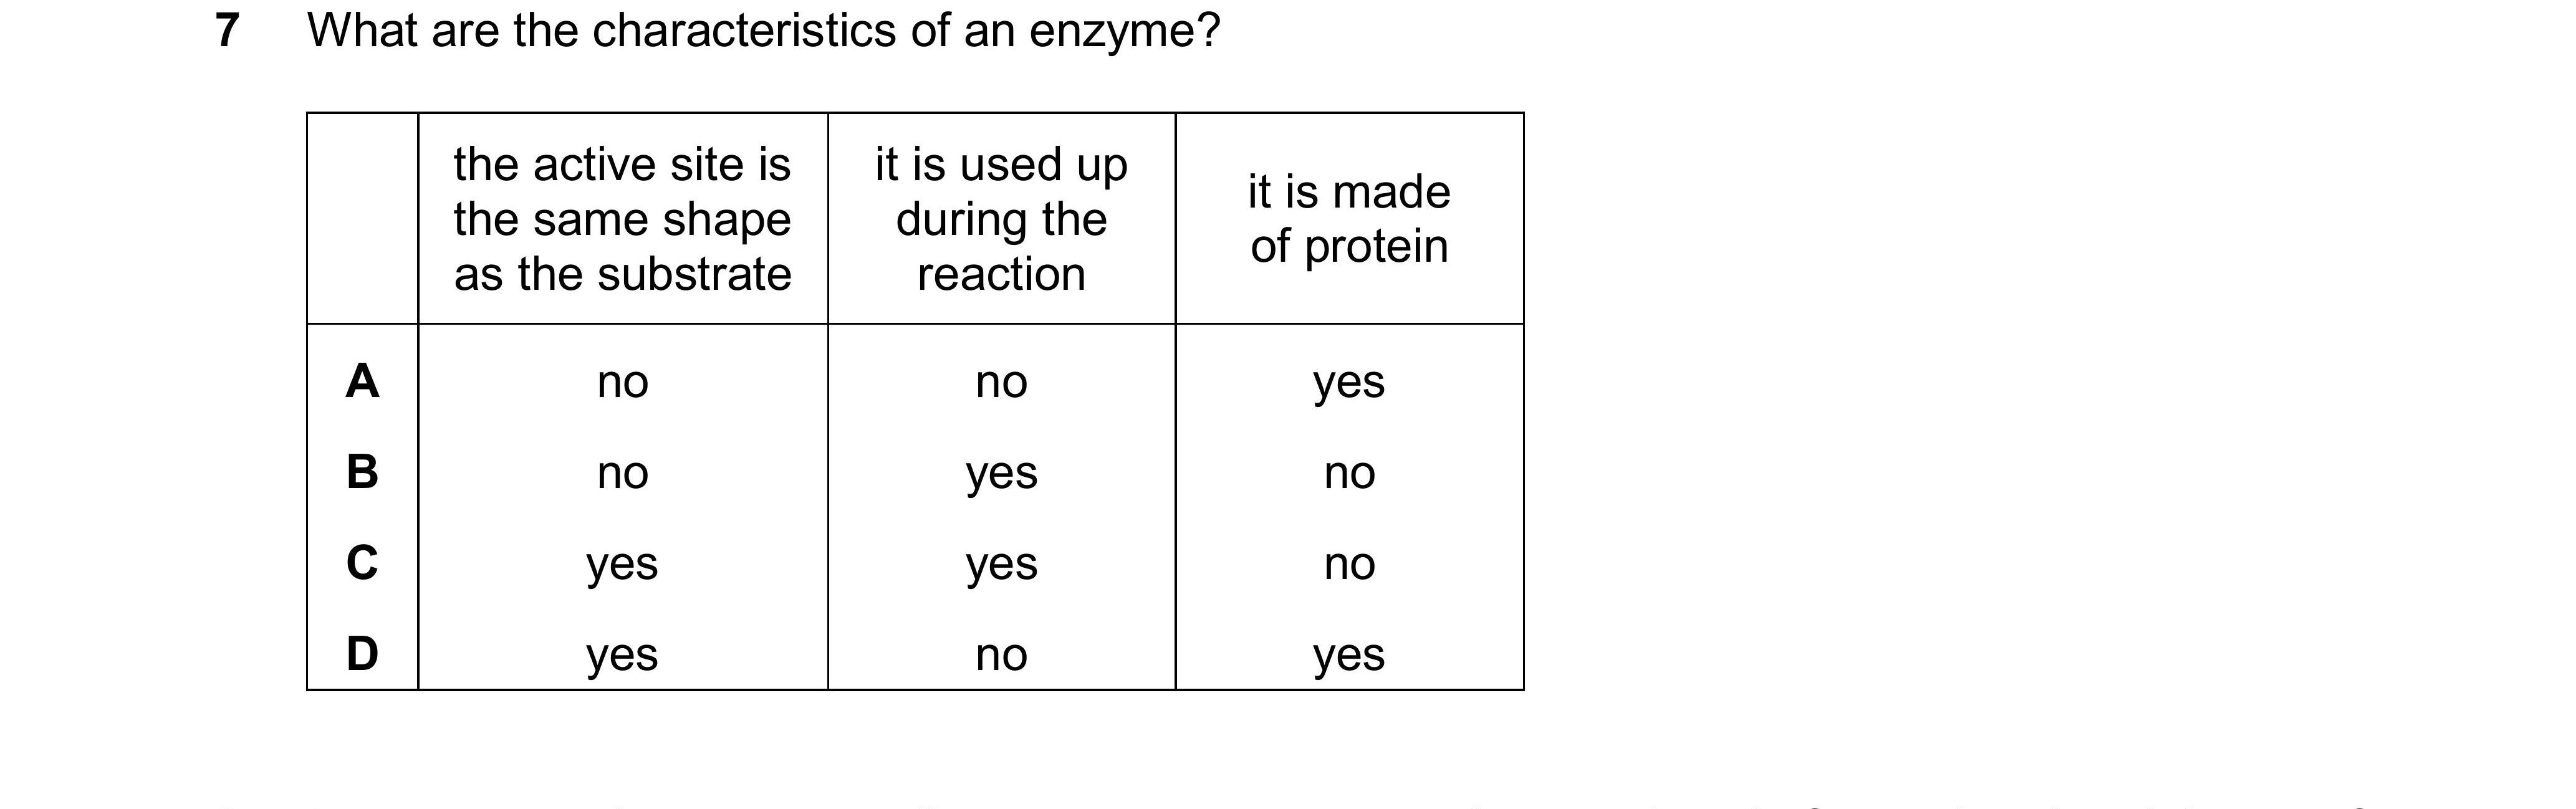 7 What are the characteristics of an enzyme?
the active site is
the same shape
as the substrate
it is used up
during the
reaction
it is made
of protein
A no no yes
B no yes no
C yes yes no
D yes no yes